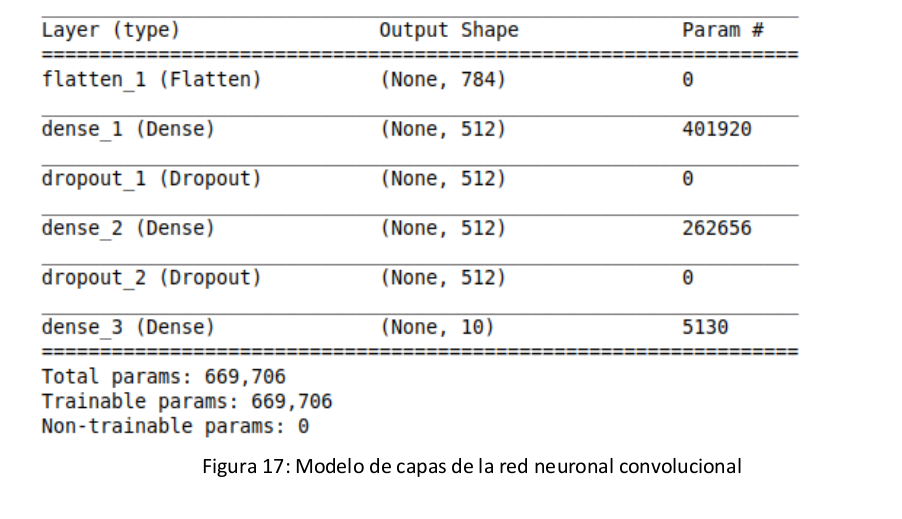 Layer (type) Output Shape Param #
=================================================================
flatten_1 (Flatten) (None, 784) 0
dense_1 (Dense) (None, 512) 401920
dropout_1 (Dropout) (None, 512) 0
dense_2 (Dense) (None, 512) 262656
dropout_2 (Dropout) (None, 512) 0
dense_3 (Dense) (None, 10) 5130
=================================================================
Total params: 669,706
Trainable params: 669,706
Non-trainable params: 0
Figura 17: Modelo de capas de la red neuronal convolucional